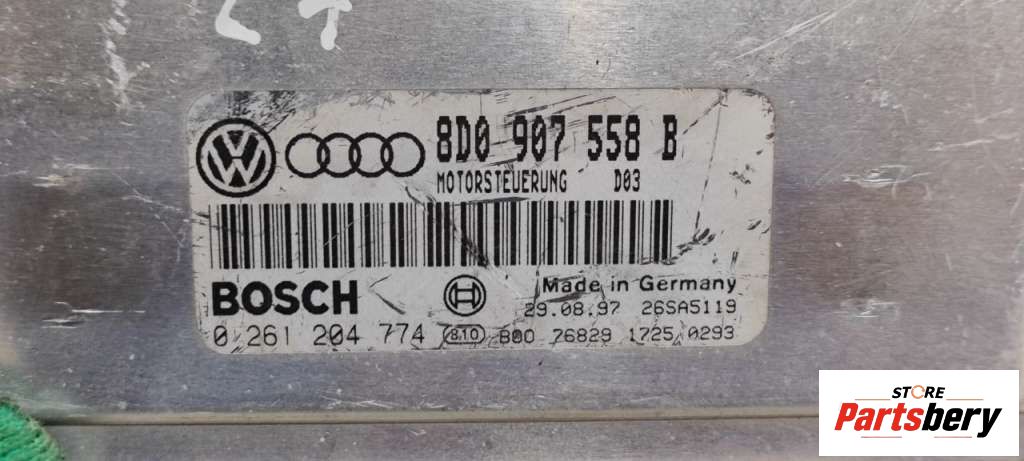 8D0 907 558 B
MOTORSTEUERUNG D03
BOSCH
Made in Germany
29.08.97 26SA5119
0 261 204 774 810 800 76829 1725 0293
STORE
Partsbery